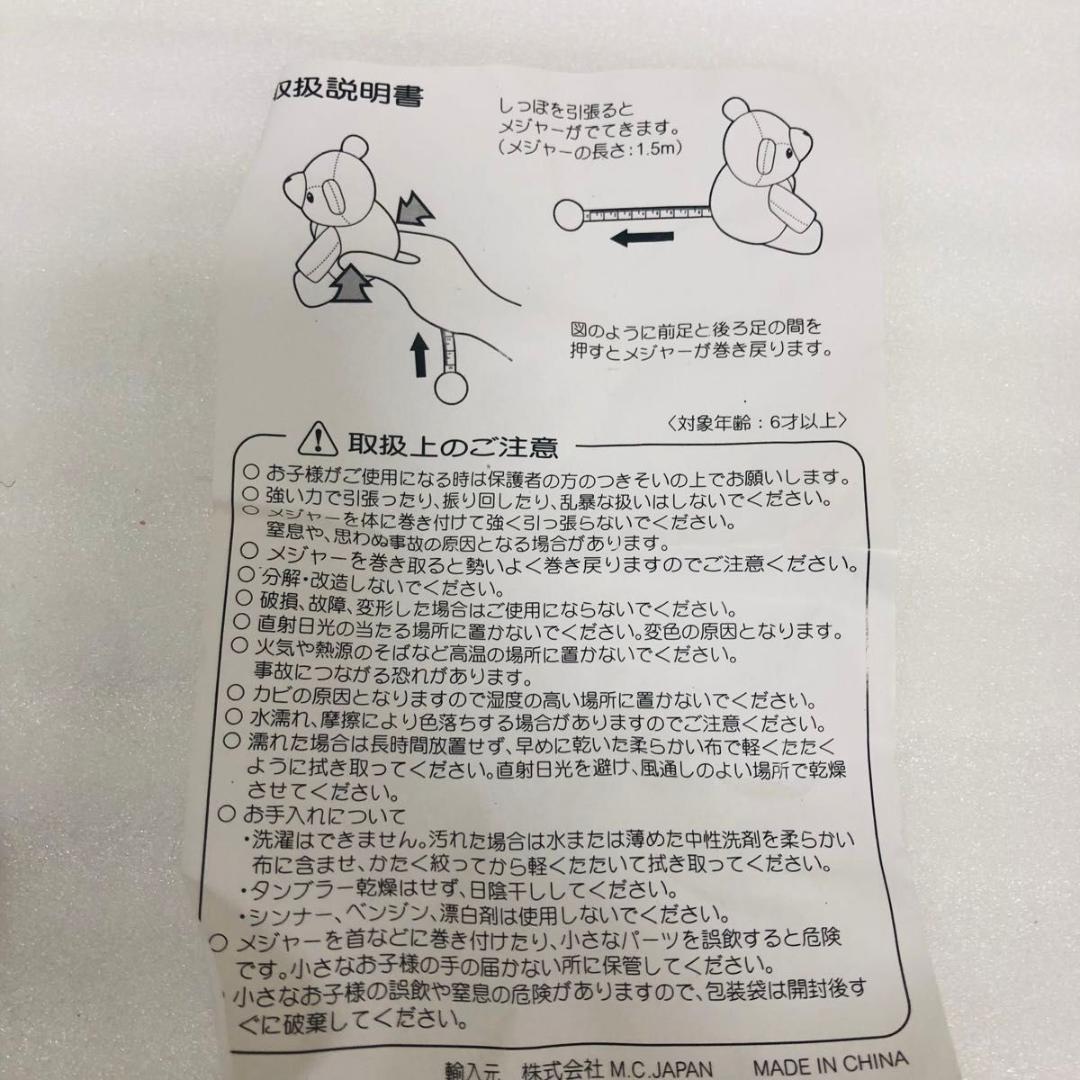 取扱説明書
しっぽを引張ると
メジャーがでてきます。
(メジャーの長さ:1.5m)
図のように前足と後ろ足の間を
押すとメジャーが巻き戻ります。
〈対象年齢:6才以上〉
取扱上のご注意
○ お子様がご使用になる時は保護者の方のつきそいの上でお願いします。
○ 強い力で引張ったり、振り回したり、乱暴な扱いはしないでください。
○ メジャーを体に巻き付けて強く引っ張らないでください。
窒息や、思わぬ事故の原因となる場合があります。
○ メジャーを巻き取ると勢いよく巻き戻りますのでご注意ください。
○ 分解・改造しないでください。
○ 破損、故障、変形した場合はご使用にならないでください。
○ 直射日光の当たる場所に置かないでください。変色の原因となります。
○ 火気や熱源のそばなど高温の場所に置かないでください。
事故につながる恐れがあります。
○ カビの原因となりますので湿度の高い場所に置かないでください。
○ 水濡れ、摩擦により色落ちする場合がありますのでご注意ください。
○ 濡れた場合は長時間放置せず、早めに乾いた柔らかい布で軽くたたく
ように拭き取ってください。直射日光を避け、風通しのよい場所で乾燥
させてください。
○ お手入れについて
・洗濯はできません。汚れた場合は水または薄めた中性洗剤を柔らかい
布に含ませ、かたく絞ってから軽くたたいて拭き取ってください。
・タンブラー乾燥はせず、日陰干ししてください。
・シンナー、ベンジン、漂白剤は使用しないでください。
○ メジャーを首などに巻き付けたり、小さなパーツを誤飲すると危険
です。小さなお子様の手の届かない所に保管してください。
小さなお子様の誤飲や窒息の危険がありますので、包装袋は開封後す
ぐに破棄してください。
輸入元 株式会社 M.C.JAPAN MADE IN CHINA